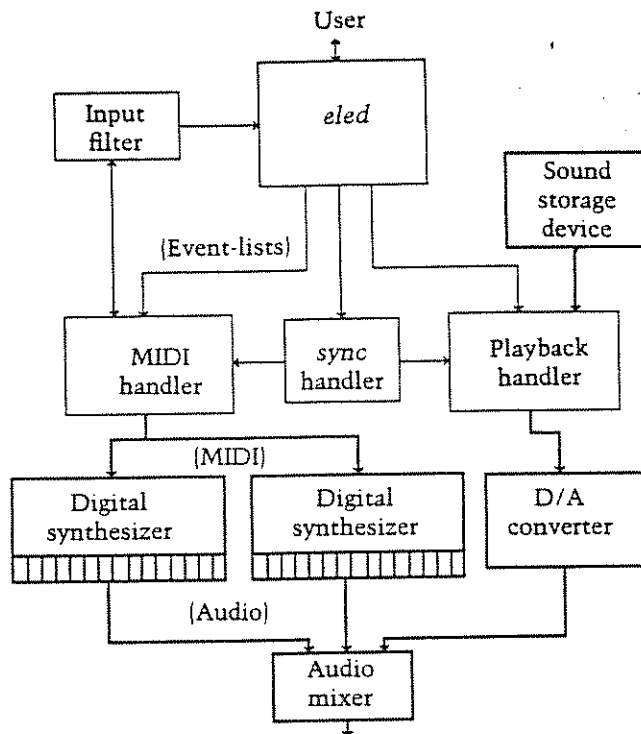 User
eled
Input
filter
Sound
storage
device
(Event-lists)
MIDI
handler
sync
handler
Playback
handler
(MIDI)
Digital
synthesizer
Digital
synthesizer
D/A
converter
(Audio)
Audio
mixer